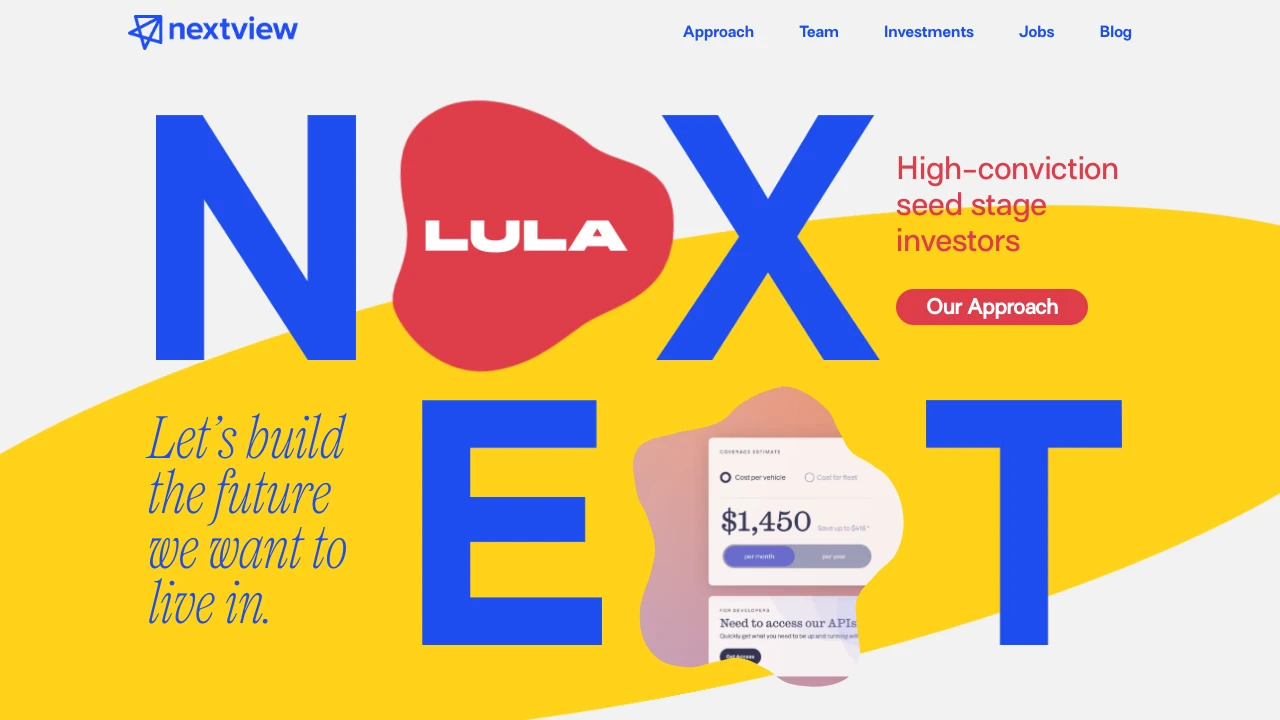 nextview
Approach
Team
Investments
Jobs
Blog
N X
LULA
High-conviction
seed stage
investors
Our Approach
Let's build
the future
we want to
live in.
E T
COVERAGE ESTIMATE
Cost per vehicle
Cost for fleet
$1,450
Save up to $416*
per month
per year
FOR DEVELOPERS
Need to access our APIs
Quickly get what you need to be up and running
Get Access